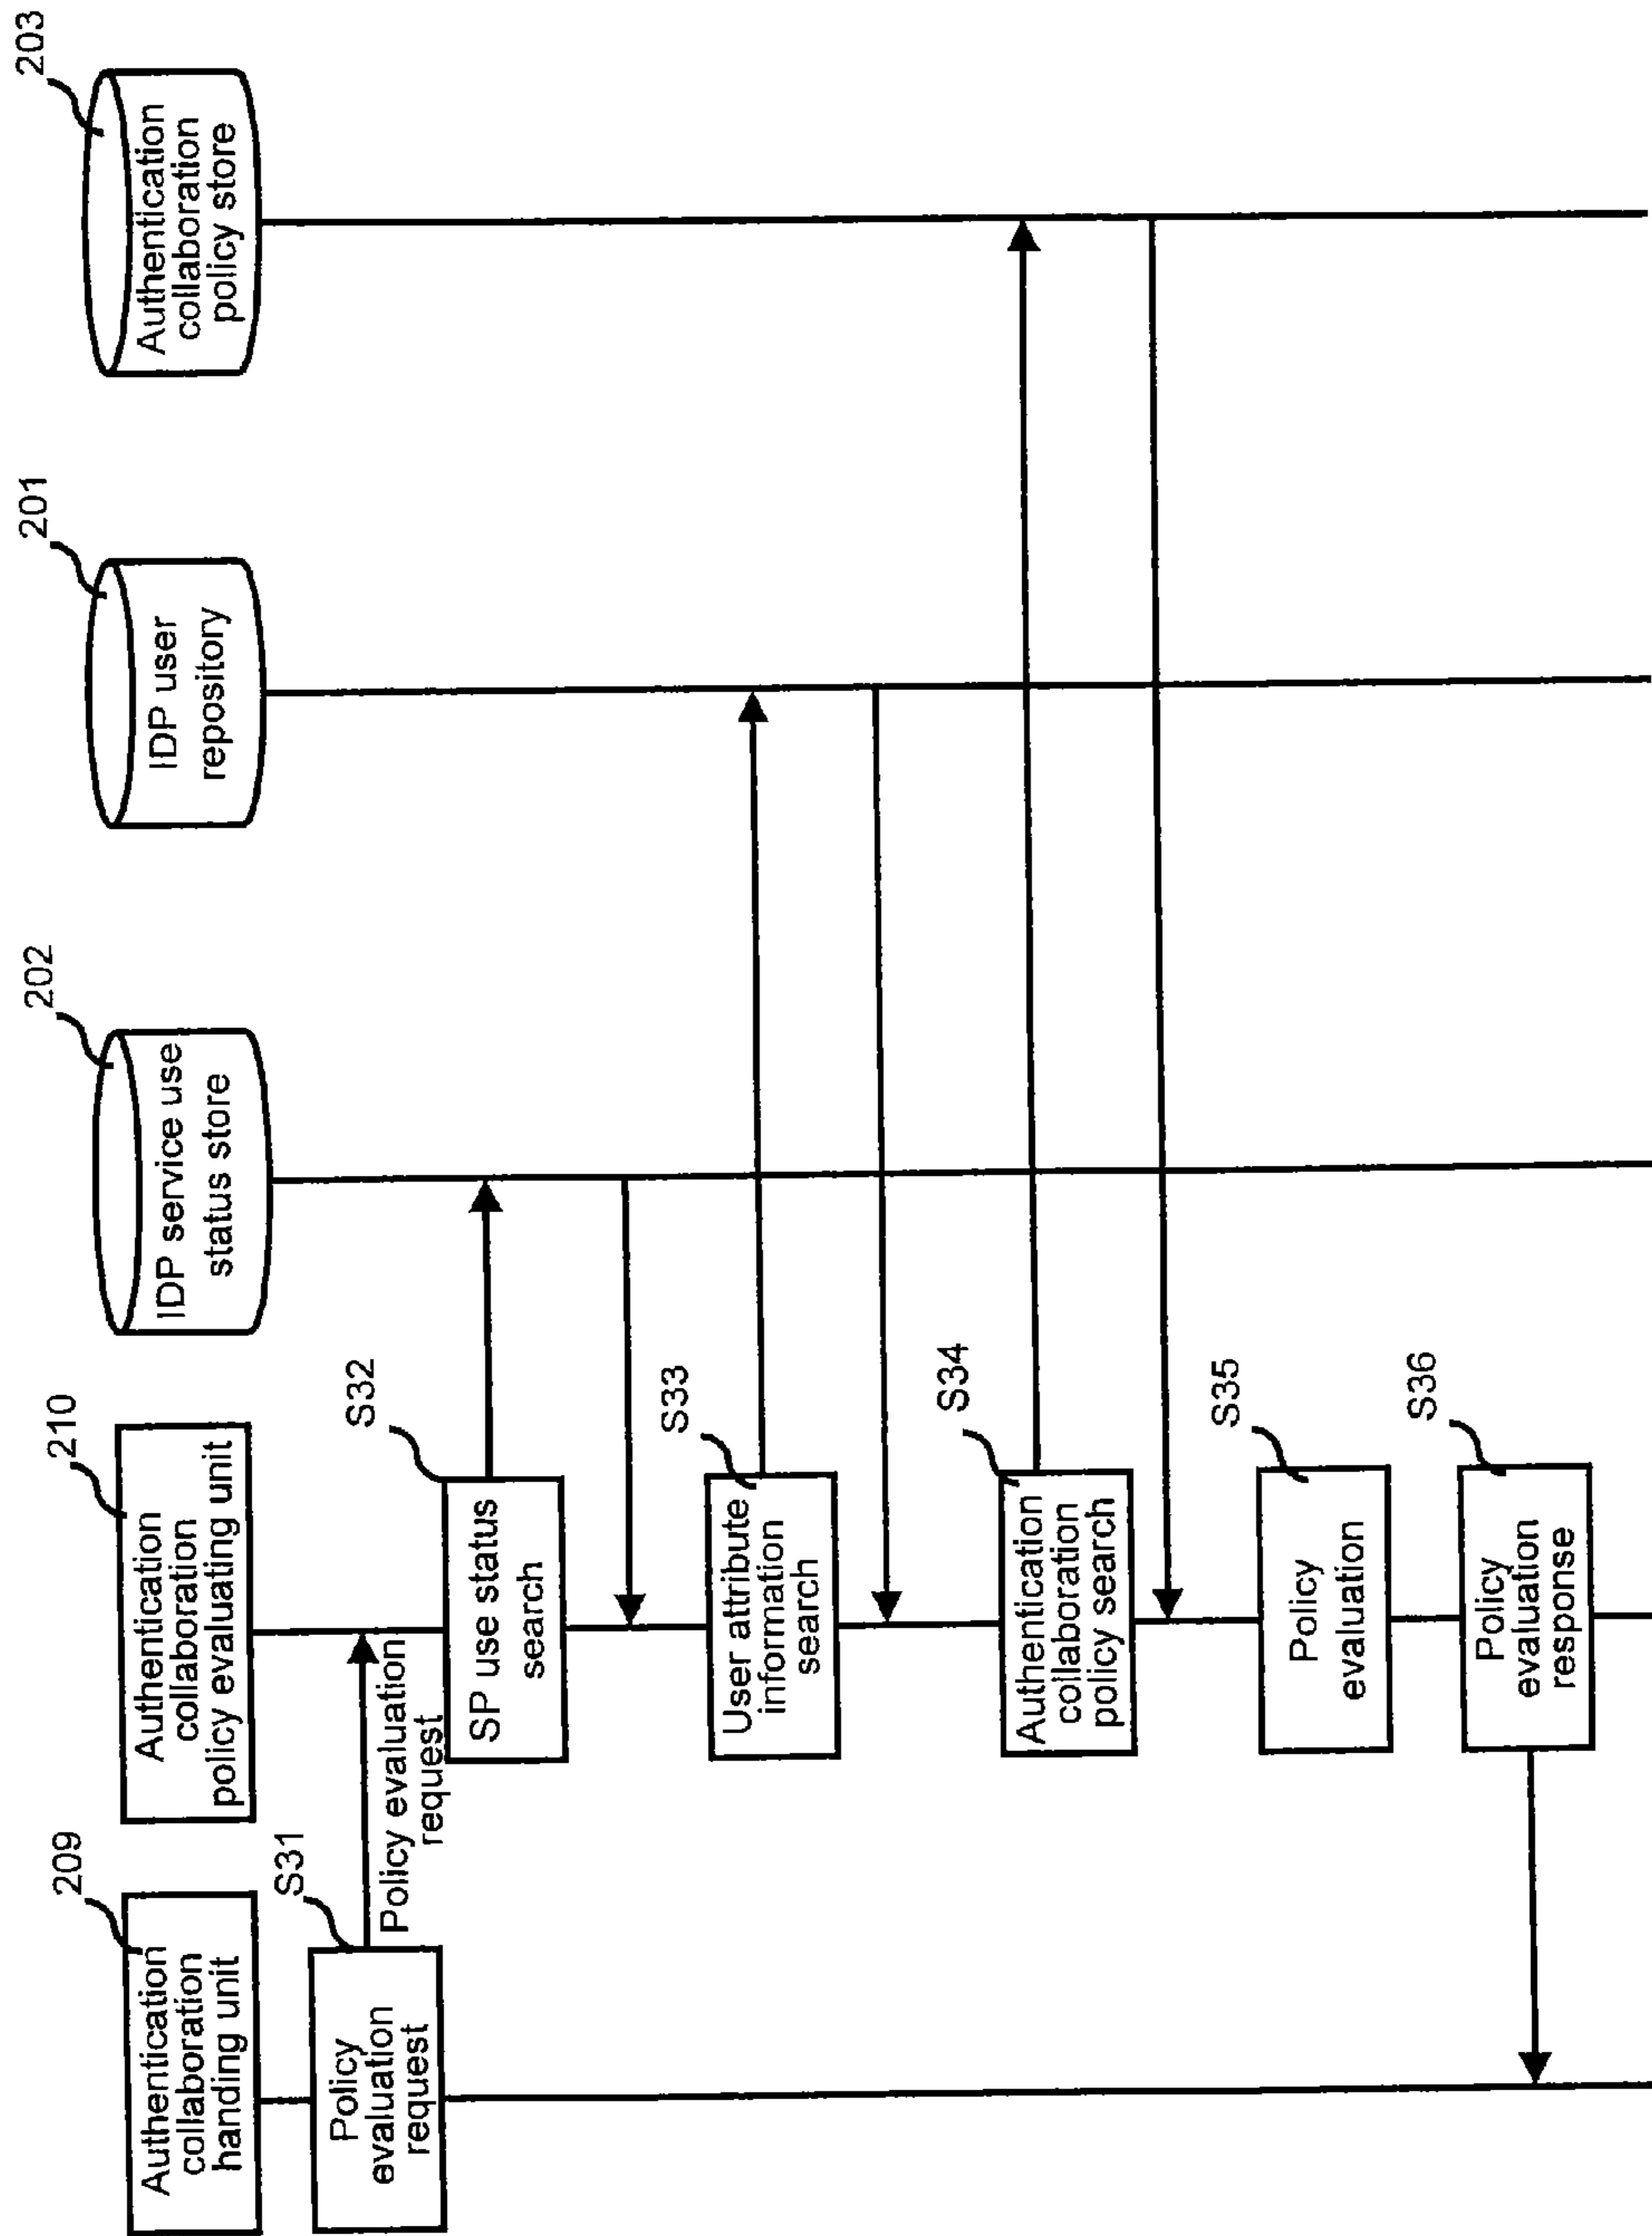 209
Authentication
collaboration
handing unit
210
Authentication
collaboration
policy evaluating unit
202
IDP service use
status store
201
IDP user
repository
203
Authentication
collaboration
policy store
S31
Policy
evaluation
request
Policy evaluation
request
S32
SP use status
search
S33
User attribute
information
search
S34
Authentication
collaboration
policy search
S35
Policy
evaluation
S36
Policy
evaluation
response